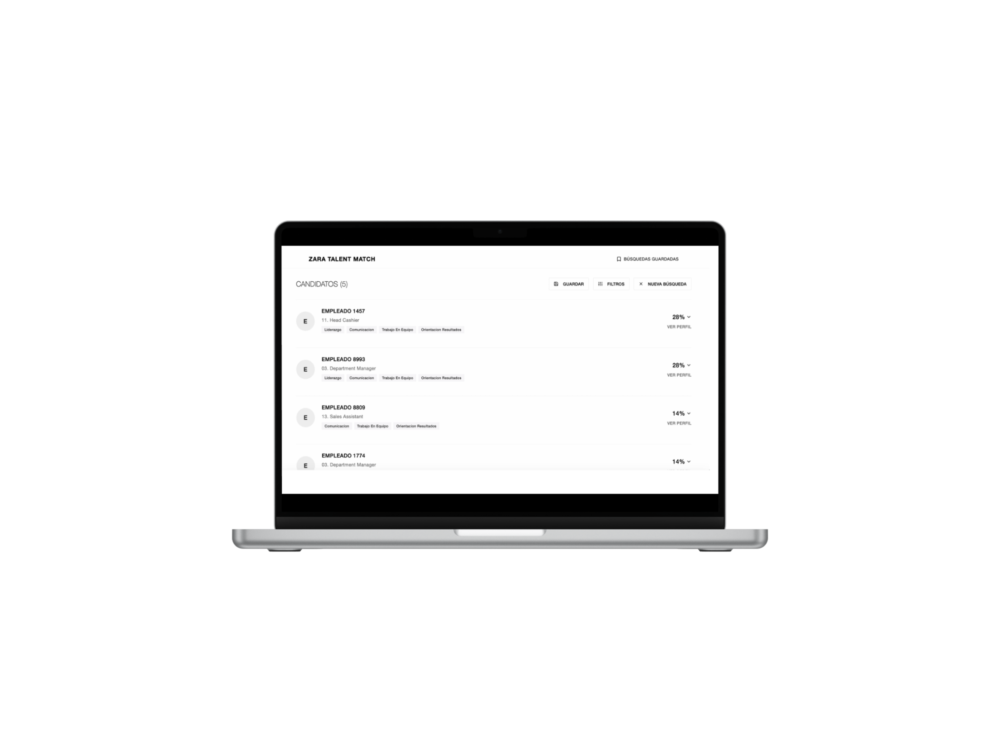 ZARA TALENT MATCH
BÚSQUEDAS GUARDADAS
CANDIDATOS (5)
GUARDAR
FILTROS
NUEVA BÚSQUEDA
E
EMPLEADO 1457
11. Head Cashier
Liderazgo Comunicacion Trabajo En Equipo Orientacion Resultados
28%
VER PERFIL
E
EMPLEADO 8993
03. Department Manager
Liderazgo Comunicacion Trabajo En Equipo Orientacion Resultados
28%
VER PERFIL
E
EMPLEADO 8809
13. Sales Assistant
Comunicacion Trabajo En Equipo Orientacion Resultados
14%
VER PERFIL
E
EMPLEADO 1774
03. Department Manager
14%